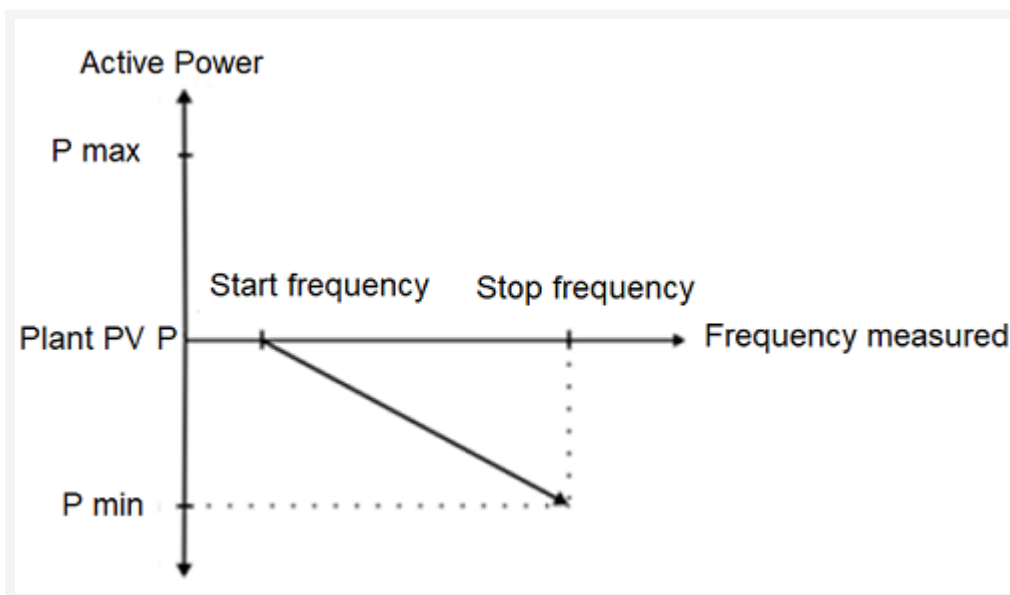 Active Power
P max
Start frequency
Stop frequency
Plant PV P
Frequency measured
P min